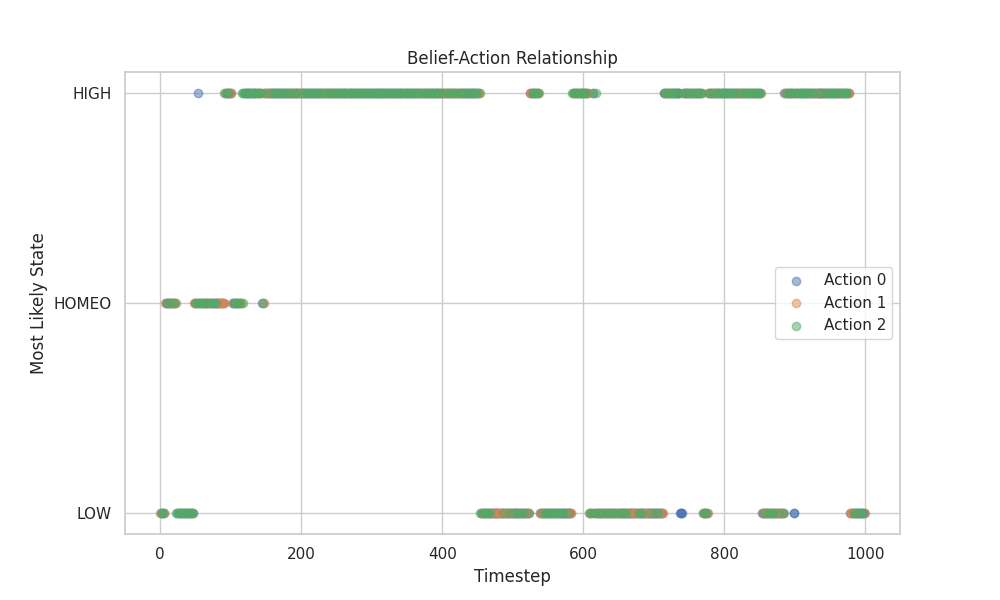 Belief-Action Relationship
HIGH
HOMEO
LOW
Most Likely State
Action 0
Action 1
Action 2
0
200
400
600
800
1000
Timestep